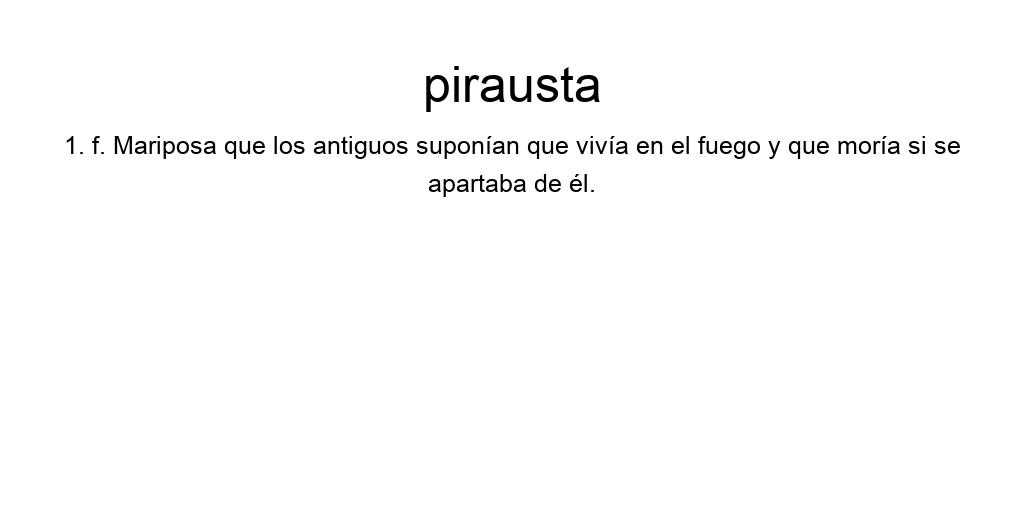 pirausta
1. f. Mariposa que los antiguos suponían que vivía en el fuego y que moría si se
apartaba de él.